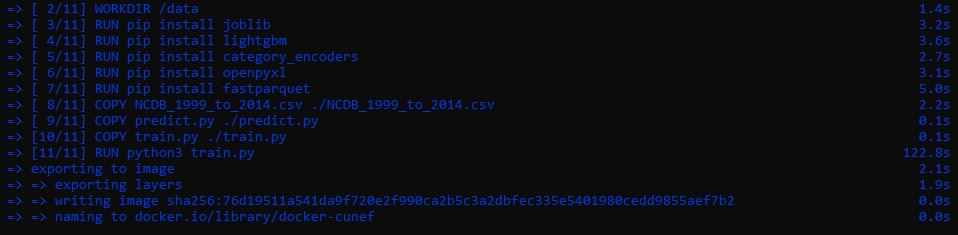 => [ 2/11] WORKDIR /data 1.4s
=> [ 3/11] RUN pip install joblib 3.2s
=> [ 4/11] RUN pip install lightgbm 3.6s
=> [ 5/11] RUN pip install category_encoders 2.7s
=> [ 6/11] RUN pip install openpyxl 3.1s
=> [ 7/11] RUN pip install fastparquet 5.0s
=> [ 8/11] COPY NCDB_1999_to_2014.csv ./NCDB_1999_to_2014.csv 2.2s
=> [ 9/11] COPY predict.py ./predict.py 0.1s
=> [10/11] COPY train.py ./train.py 0.1s
=> [11/11] RUN python3 train.py 122.8s
=> exporting to image 2.1s
=> => exporting layers 1.9s
=> => writing image sha256:76d19511a541da9f720e2f990ca2b5c3a2dbfec335e5401980cedd9855aef7b2 0.0s
=> => naming to docker.io/library/docker-cunef 0.0s